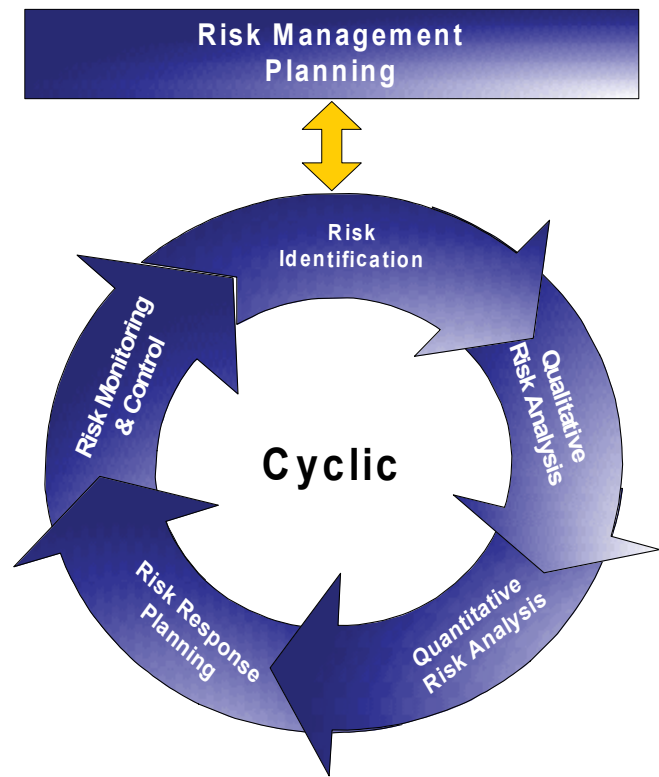 Risk Management
Planning
Risk
Identification
Qualitative
Risk Analysis
Quantitative
Risk Analysis
Risk Response
Planning
Risk Monitoring
& Control
Cyclic